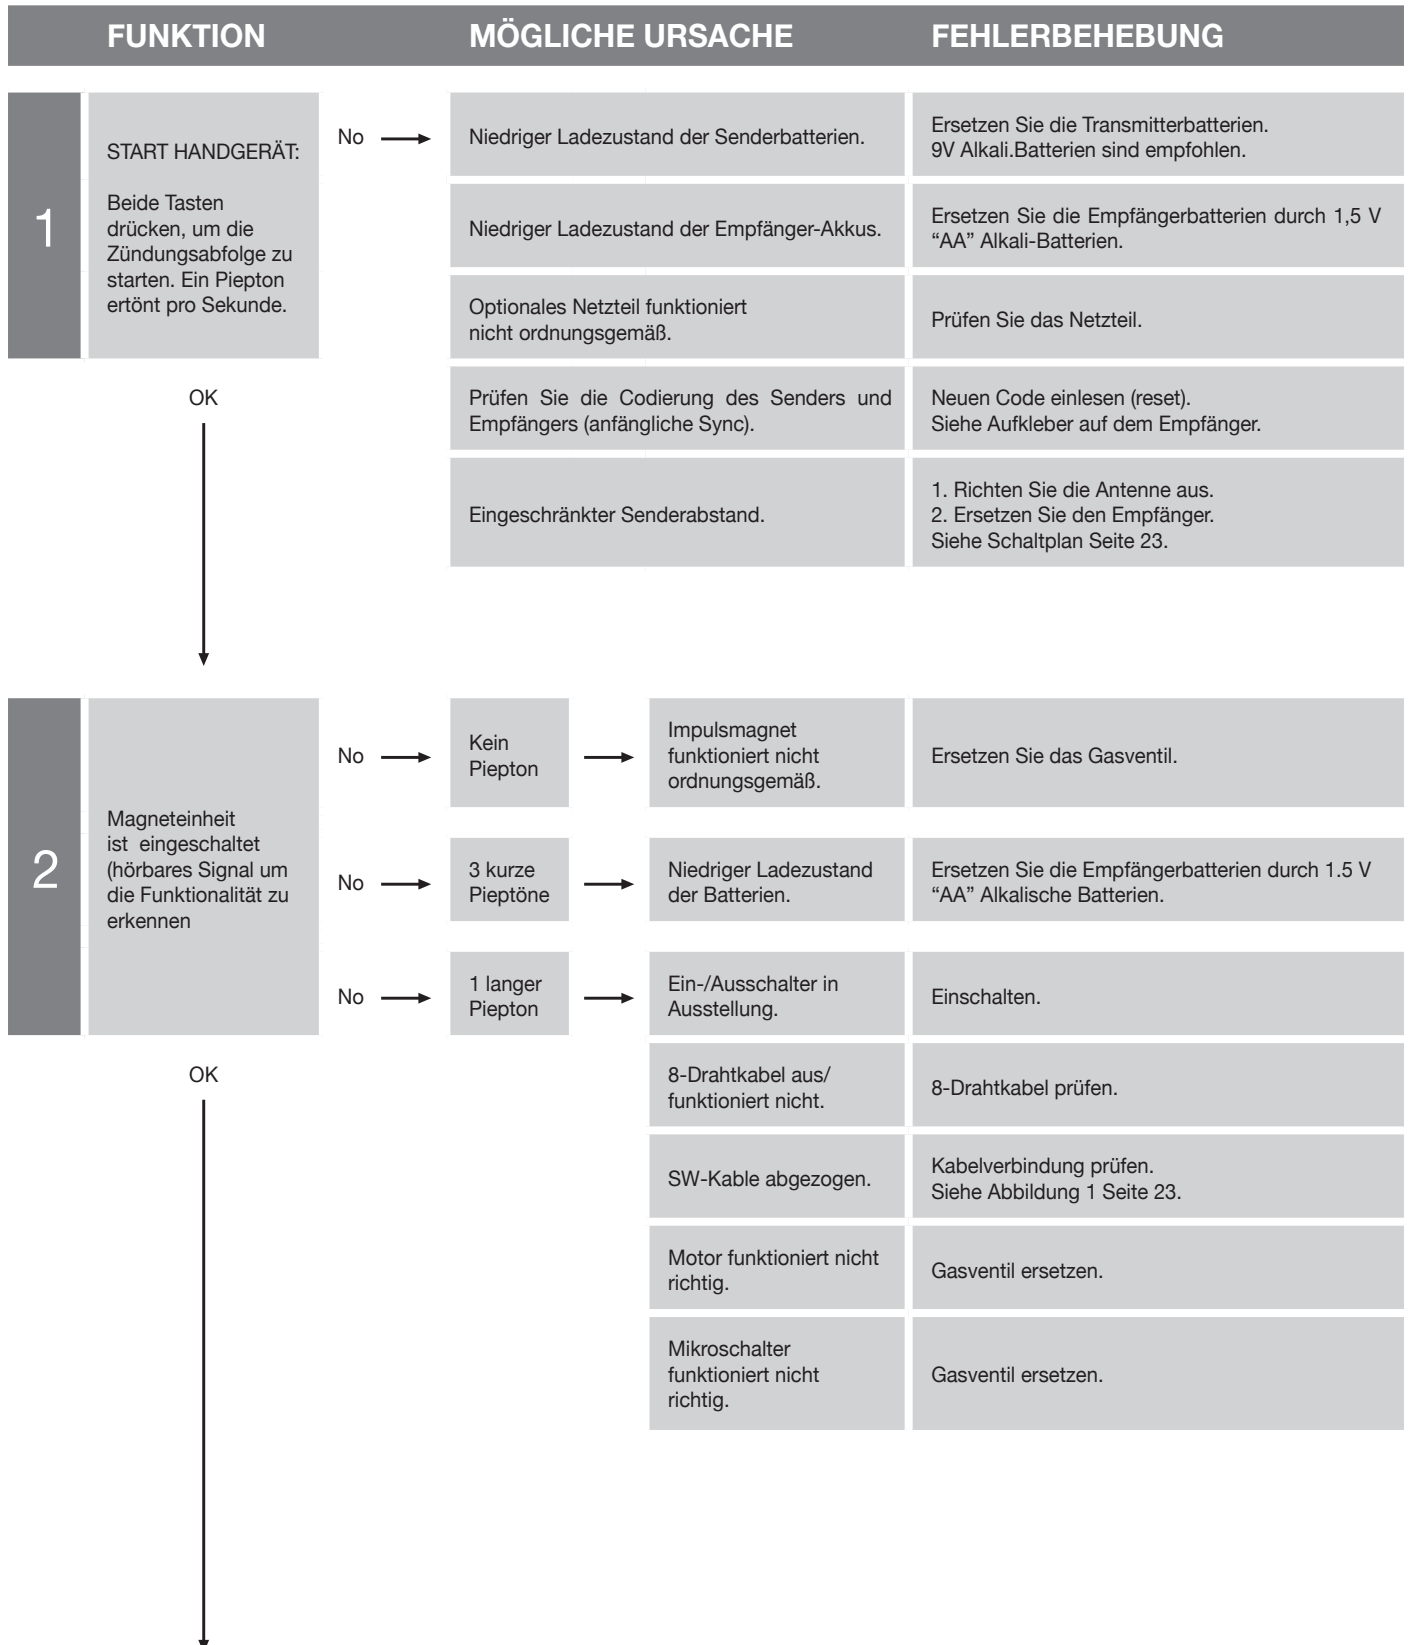 FUNKTION MÖGLICHE URSACHE FEHLERBEHEBUNG
1
START HANDGERÄT:
Beide Tasten
drücken, um die
Zündungsabfolge zu
starten. Ein Piepton
ertönt pro Sekunde.
No
Niedriger Ladezustand der Senderbatterien.
Ersetzen Sie die Transmitterbatterien.
9V Alkali.Batterien sind empfohlen.
Niedriger Ladezustand der Empfänger-Akkus.
Ersetzen Sie die Empfängerbatterien durch 1,5 V
“AA” Alkali-Batterien.
Optionales Netzteil funktioniert
nicht ordnungsgemäß.
Prüfen Sie das Netzteil.
OK
Prüfen Sie die Codierung des Senders und
Empfängers (anfängliche Sync).
Neuen Code einlesen (reset).
Siehe Aufkleber auf dem Empfänger.
Eingeschränkter Senderabstand.
1. Richten Sie die Antenne aus.
2. Ersetzen Sie den Empfänger.
Siehe Schaltplan Seite 23.
2
Magneteinheit
ist eingeschaltet
(hörbares Signal um
die Funktionalität zu
erkennen
No
Kein
Piepton
Impulsmagnet
funktioniert nicht
ordnungsgemäß.
Ersetzen Sie das Gasventil.
No
3 kurze
Pieptöne
Niedriger Ladezustand
der Batterien.
Ersetzen Sie die Empfängerbatterien durch 1.5 V
“AA” Alkalische Batterien.
No
1 langer
Piepton
Ein-/Ausschalter in
Ausstellung.
Einschalten.
OK
8-Drahtkabel aus/
funktioniert nicht.
8-Drahtkabel prüfen.
SW-Kable abgezogen.
Kabelverbindung prüfen.
Siehe Abbildung 1 Seite 23.
Motor funktioniert nicht
richtig.
Gasventil ersetzen.
Mikroschalter
funktioniert nicht
richtig.
Gasventil ersetzen.